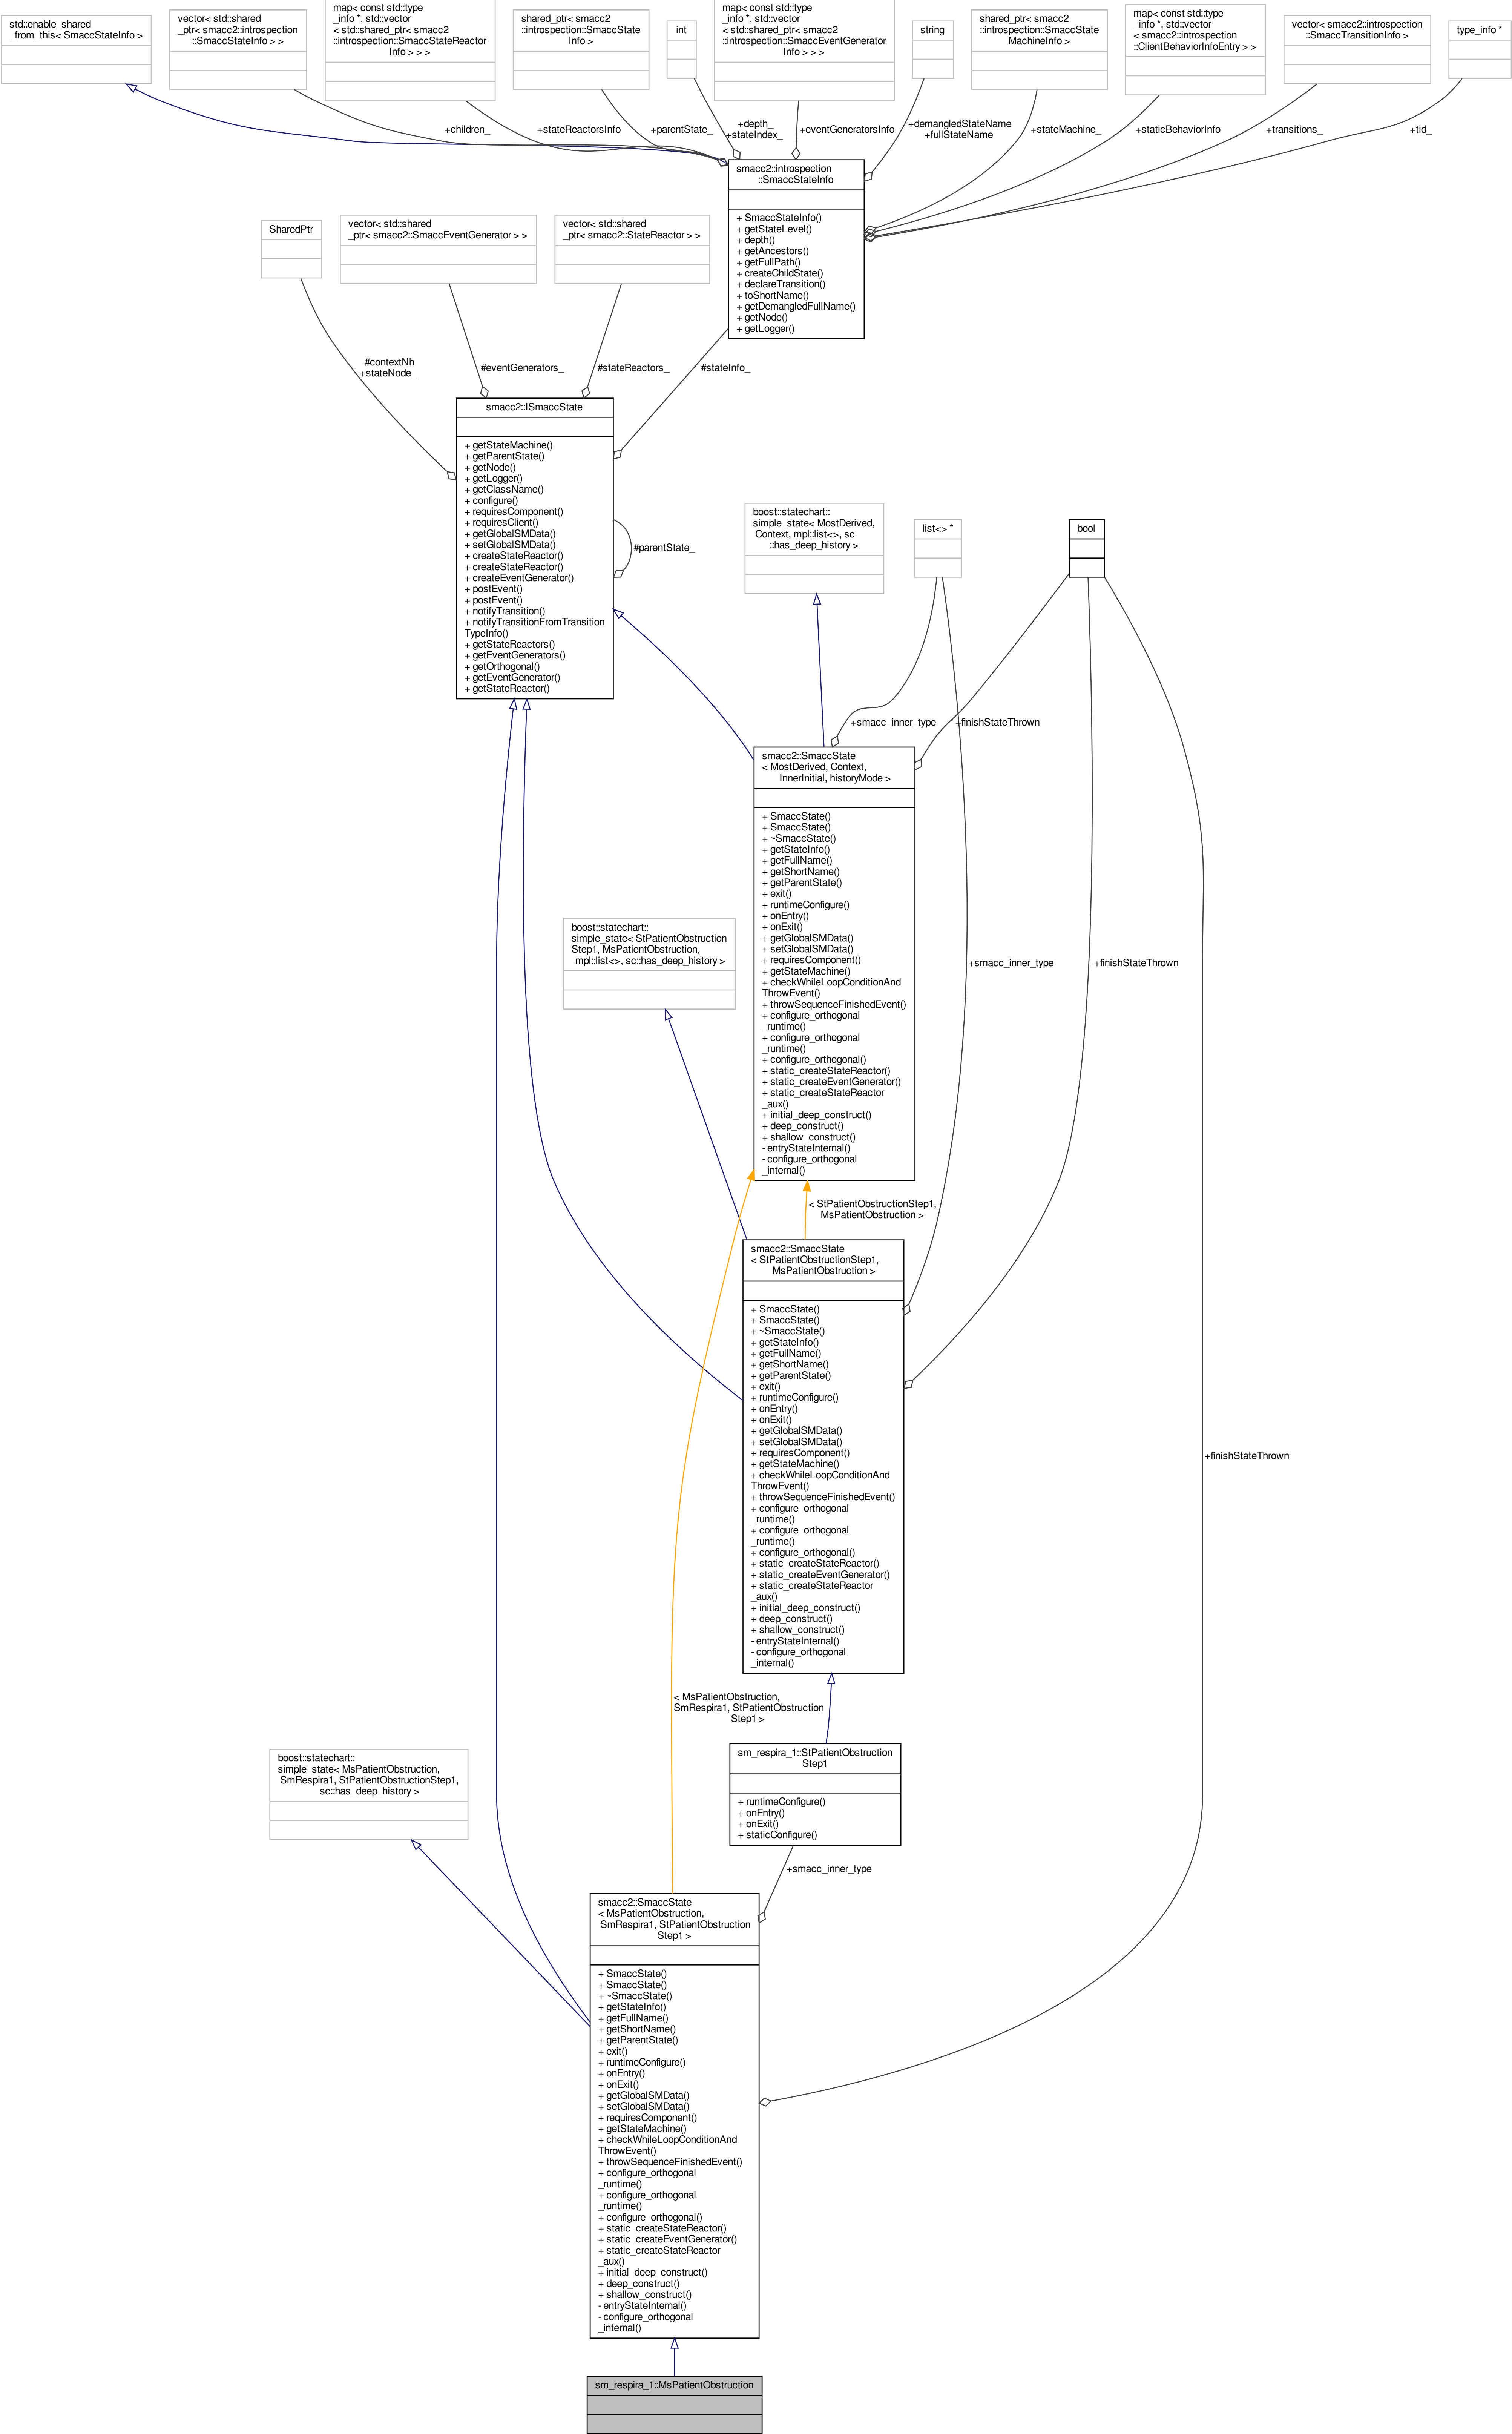 std::enable_shared
_from_this< SmaccStateInfo >
vector< std::shared
_ptr< smacc2::introspection
::SmaccStateInfo > >
map< const std::type
_info *, std::vector
< std::shared_ptr< smacc2
::introspection::SmaccStateReactor
Info > > >
shared_ptr< smacc2
::introspection::SmaccState
Info >
int
map< const std::type
_info *, std::vector
< std::shared_ptr< smacc2
::introspection::SmaccEventGenerator
Info > > >
string
shared_ptr< smacc2
::introspection::SmaccState
MachineInfo >
map< const std::type
_info *, std::vector
< smacc2::introspection
::ClientBehaviorInfoEntry > >
vector< smacc2::introspection
::SmaccTransitionInfo >
type_info *
+children_
+stateReactorsInfo
+parentState_
+depth_
+stateIndex_
+eventGeneratorsInfo
+demangledStateName
+fullStateName
+stateMachine_
+staticBehaviorInfo
+transitions_
+tid_
smacc2::introspection
::SmaccStateInfo
+ SmaccStateInfo()
+ getStateLevel()
+ depth()
+ getAncestors()
+ getFullPath()
+ createChildState()
+ declareTransition()
+ toShortName()
+ getDemangledFullName()
+ getNode()
+ getLogger()
SharedPtr
vector< std::shared
_ptr< smacc2::SmaccEventGenerator > >
vector< std::shared
_ptr< smacc2::StateReactor > >
#contextNh
+stateNode_
#eventGenerators_
#stateReactors_
#stateInfo_
smacc2::ISmaccState
+ getStateMachine()
+ getParentState()
+ getNode()
+ getLogger()
+ getClassName()
+ configure()
+ requiresComponent()
+ requiresClient()
+ getGlobalSMData()
+ setGlobalSMData()
+ createStateReactor()
+ createStateReactor()
+ createEventGenerator()
+ postEvent()
+ postEvent()
+ notifyTransition()
+ notifyTransitionFromTransition
TypeInfo()
+ getStateReactors()
+ getEventGenerators()
+ getOrthogonal()
+ getEventGenerator()
+ getStateReactor()
#parentState_
boost::statechart::
simple_state< MostDerived,
Context, mpl::list<>, sc
::has_deep_history >
list<> *
bool
+smacc_inner_type
+finishStateThrown
smacc2::SmaccState
< MostDerived, Context,
InnerInitial, historyMode >
+ SmaccState()
+ SmaccState()
+ ~SmaccState()
+ getStateInfo()
+ getFullName()
+ getShortName()
+ getParentState()
+ exit()
+ runtimeConfigure()
+ onEntry()
+ onExit()
+ getGlobalSMData()
+ setGlobalSMData()
+ requiresComponent()
+ getStateMachine()
+ checkWhileLoopConditionAnd
ThrowEvent()
+ throwSequenceFinishedEvent()
+ configure_orthogonal
_runtime()
+ configure_orthogonal
_runtime()
+ configure_orthogonal()
+ static_createStateReactor()
+ static_createEventGenerator()
+ static_createStateReactor
_aux()
+ initial_deep_construct()
+ deep_construct()
+ shallow_construct()
- entryStateInternal()
- configure_orthogonal
_internal()
boost::statechart::
simple_state< StPatientObstruction
Step1, MsPatientObstruction,
mpl::list<>, sc::has_deep_history >
+smacc_inner_type
+finishStateThrown
< StPatientObstructionStep1,
MsPatientObstruction >
smacc2::SmaccState
< StPatientObstructionStep1,
MsPatientObstruction >
+ SmaccState()
+ SmaccState()
+ ~SmaccState()
+ getStateInfo()
+ getFullName()
+ getShortName()
+ getParentState()
+ exit()
+ runtimeConfigure()
+ onEntry()
+ onExit()
+ getGlobalSMData()
+ setGlobalSMData()
+ requiresComponent()
+ getStateMachine()
+ checkWhileLoopConditionAnd
ThrowEvent()
+ throwSequenceFinishedEvent()
+ configure_orthogonal
_runtime()
+ configure_orthogonal
_runtime()
+ configure_orthogonal()
+ static_createStateReactor()
+ static_createEventGenerator()
+ static_createStateReactor
_aux()
+ initial_deep_construct()
+ deep_construct()
+ shallow_construct()
- entryStateInternal()
- configure_orthogonal
_internal()
+finishStateThrown
< MsPatientObstruction,
SmRespira1, StPatientObstruction
Step1 >
sm_respira_1::StPatientObstruction
Step1
+ runtimeConfigure()
+ onEntry()
+ onExit()
+ staticConfigure()
boost::statechart::
simple_state< MsPatientObstruction,
SmRespira1, StPatientObstructionStep1,
sc::has_deep_history >
+smacc_inner_type
smacc2::SmaccState
< MsPatientObstruction,
SmRespira1, StPatientObstruction
Step1 >
+ SmaccState()
+ SmaccState()
+ ~SmaccState()
+ getStateInfo()
+ getFullName()
+ getShortName()
+ getParentState()
+ exit()
+ runtimeConfigure()
+ onEntry()
+ onExit()
+ getGlobalSMData()
+ setGlobalSMData()
+ requiresComponent()
+ getStateMachine()
+ checkWhileLoopConditionAnd
ThrowEvent()
+ throwSequenceFinishedEvent()
+ configure_orthogonal
_runtime()
+ configure_orthogonal
_runtime()
+ configure_orthogonal()
+ static_createStateReactor()
+ static_createEventGenerator()
+ static_createStateReactor
_aux()
+ initial_deep_construct()
+ deep_construct()
+ shallow_construct()
- entryStateInternal()
- configure_orthogonal
_internal()
sm_respira_1::MsPatientObstruction